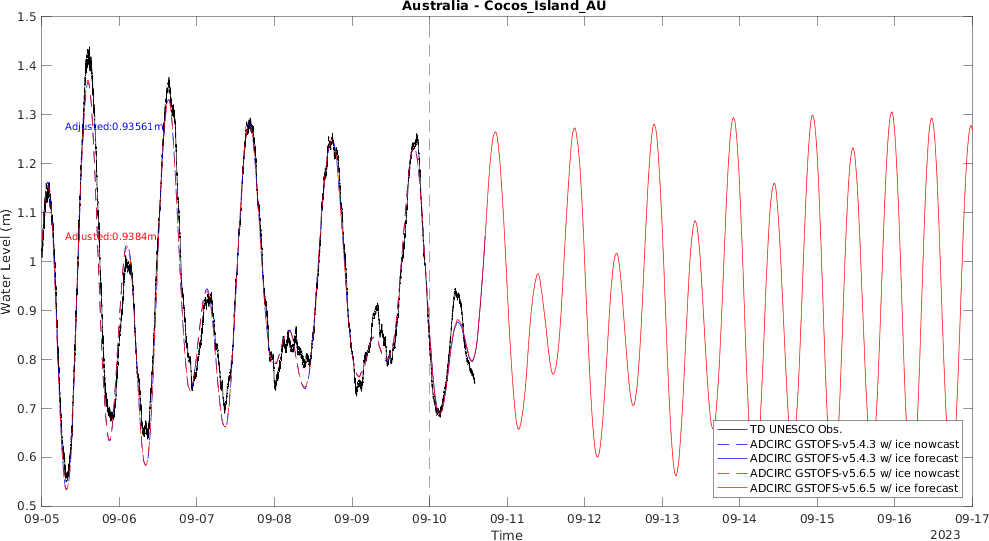 Australia - Cocos_Island_AU
Water Level (m)
1.5
1.4
1.3
1.2
1.1
1
0.9
0.8
0.7
0.6
0.5
Adjusted:0.93561m
Adjusted:0.9384m
TD UNESCO Obs.
ADCIRC GSTOFS-v5.4.3 w/ ice nowcast
ADCIRC GSTOFS-v5.4.3 w/ ice forecast
ADCIRC GSTOFS-v5.6.5 w/ ice nowcast
ADCIRC GSTOFS-v5.6.5 w/ ice forecast
09-05 09-06 09-07 09-08 09-09 09-10 09-11 09-12 09-13 09-14 09-15 09-16 09-17
Time
2023